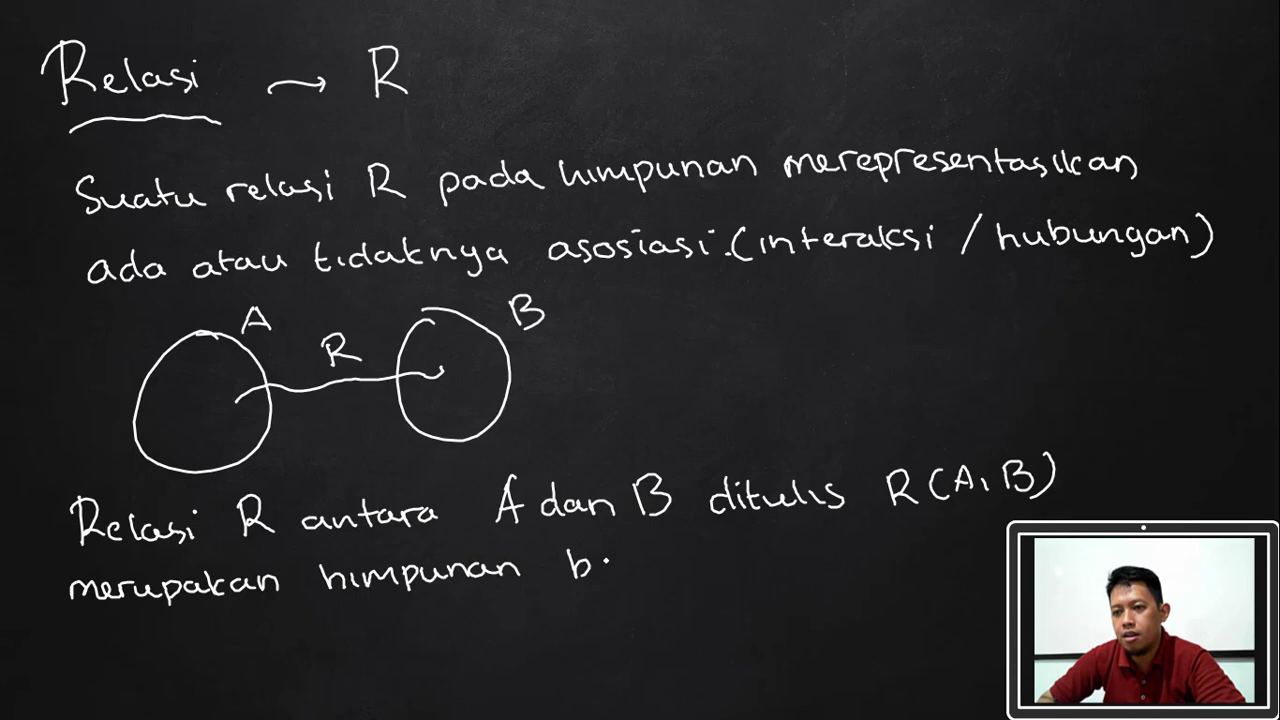 Relasi → R
Suatu relasi R pada himpunan merepresentasikan
ada atau tidaknya asosiasi.(interaksi / hubungan)
A
B
R
Relasi R antara A dan B ditulis R(A, B)
merupakan himpunan b.